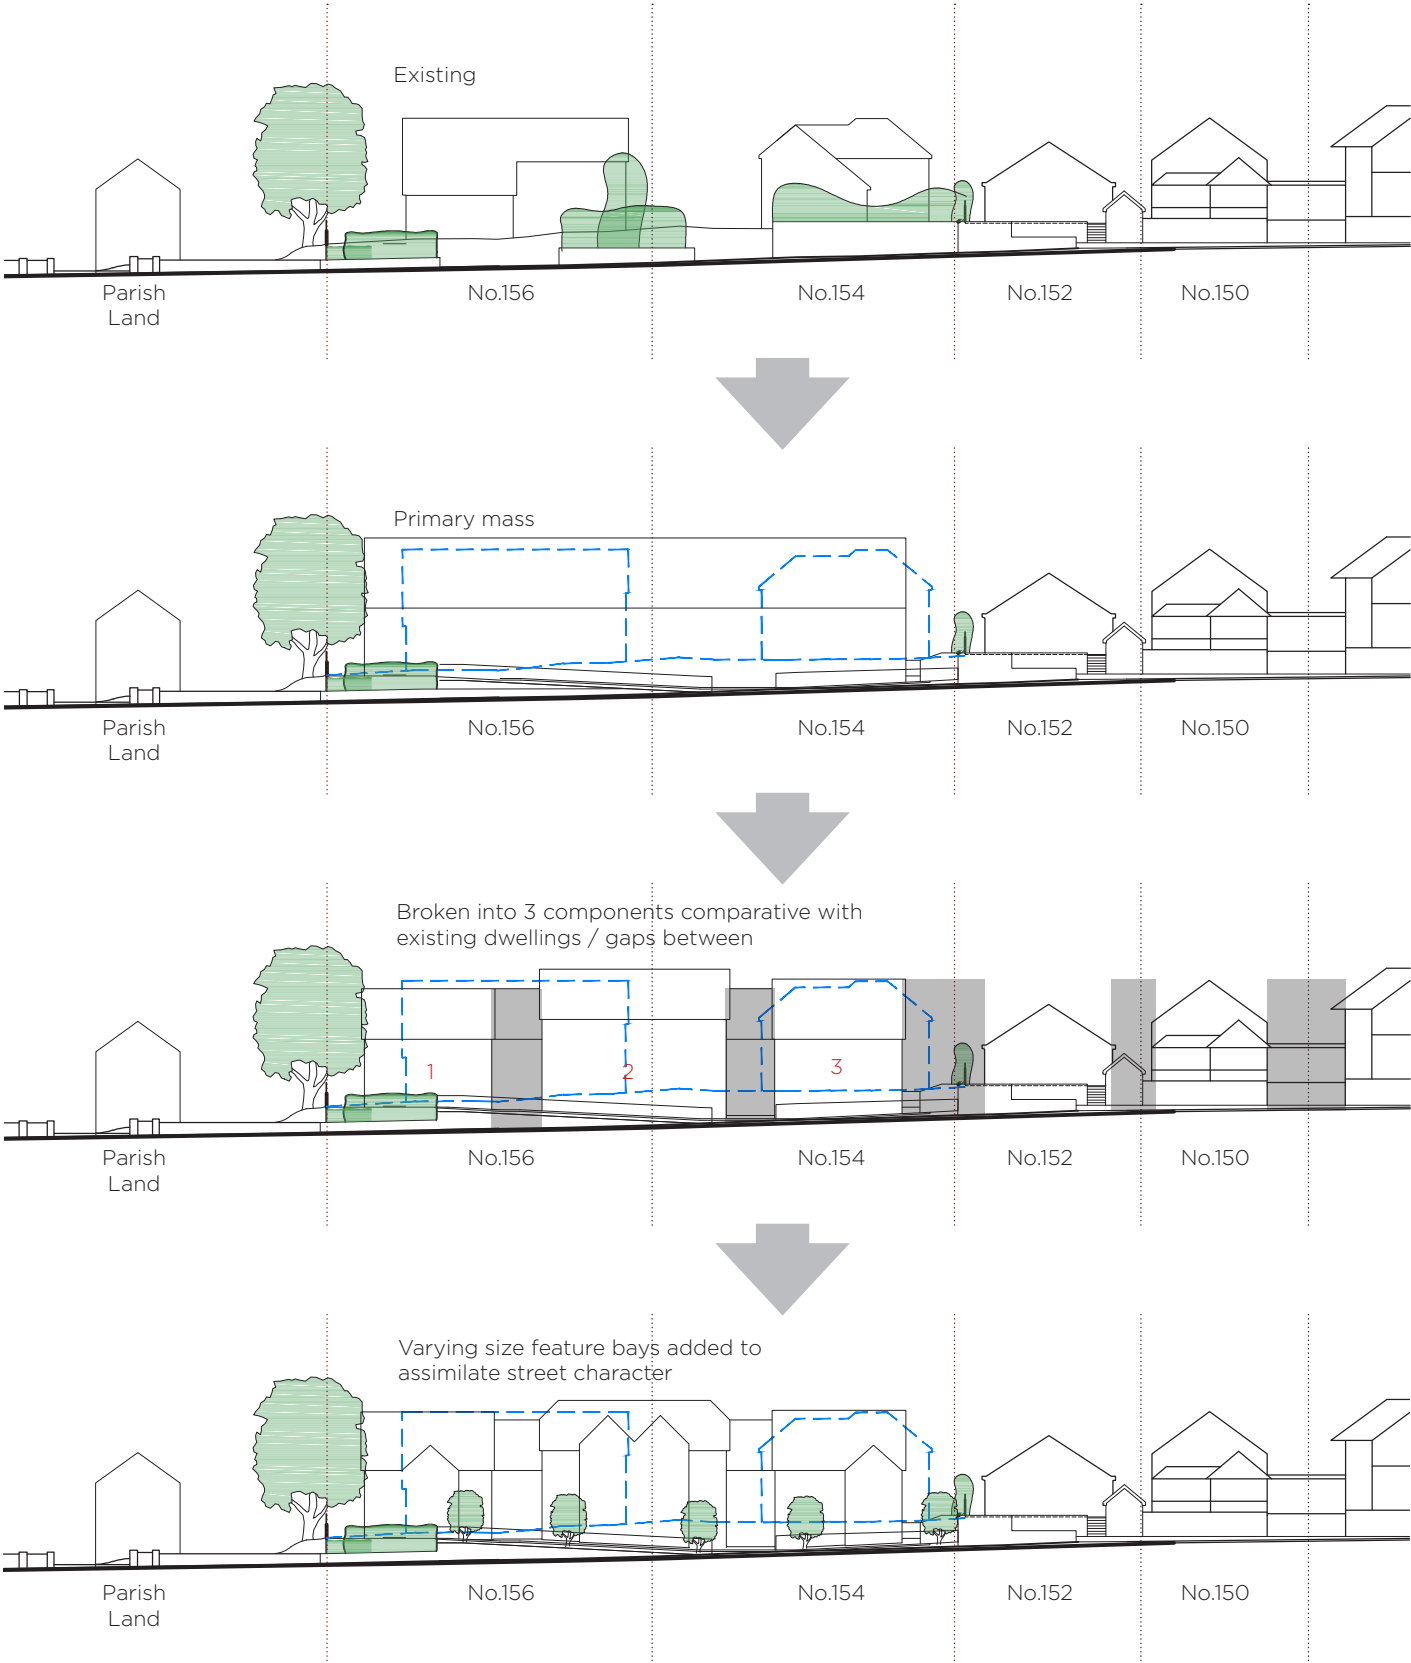 Existing
Parish
Land
No.156
No.154
No.152
No.150
Primary mass
Parish
Land
No.156
No.154
No.152
No.150
Broken into 3 components comparative with
existing dwellings / gaps between
1
2
3
Parish
Land
No.156
No.154
No.152
No.150
Varying size feature bays added to
assimilate street character
Parish
Land
No.156
No.154
No.152
No.150